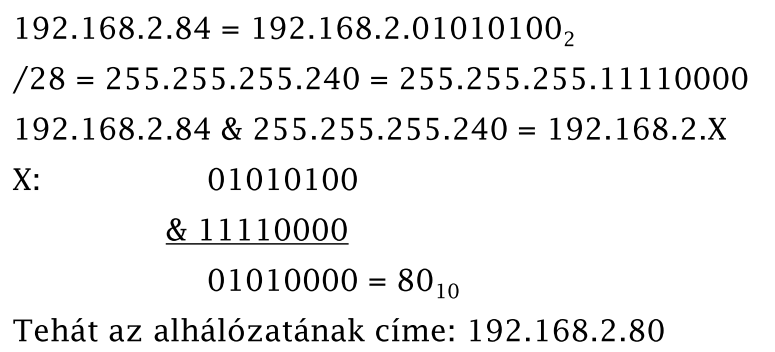 192.168.2.84 = 192.168.2.01010100₂
/28 = 255.255.255.240 = 255.255.255.11110000
192.168.2.84 & 255.255.255.240 = 192.168.2.X
X: 01010100
& 11110000
01010000 = 80₁₀
Tehát az alhálózatának címe: 192.168.2.80